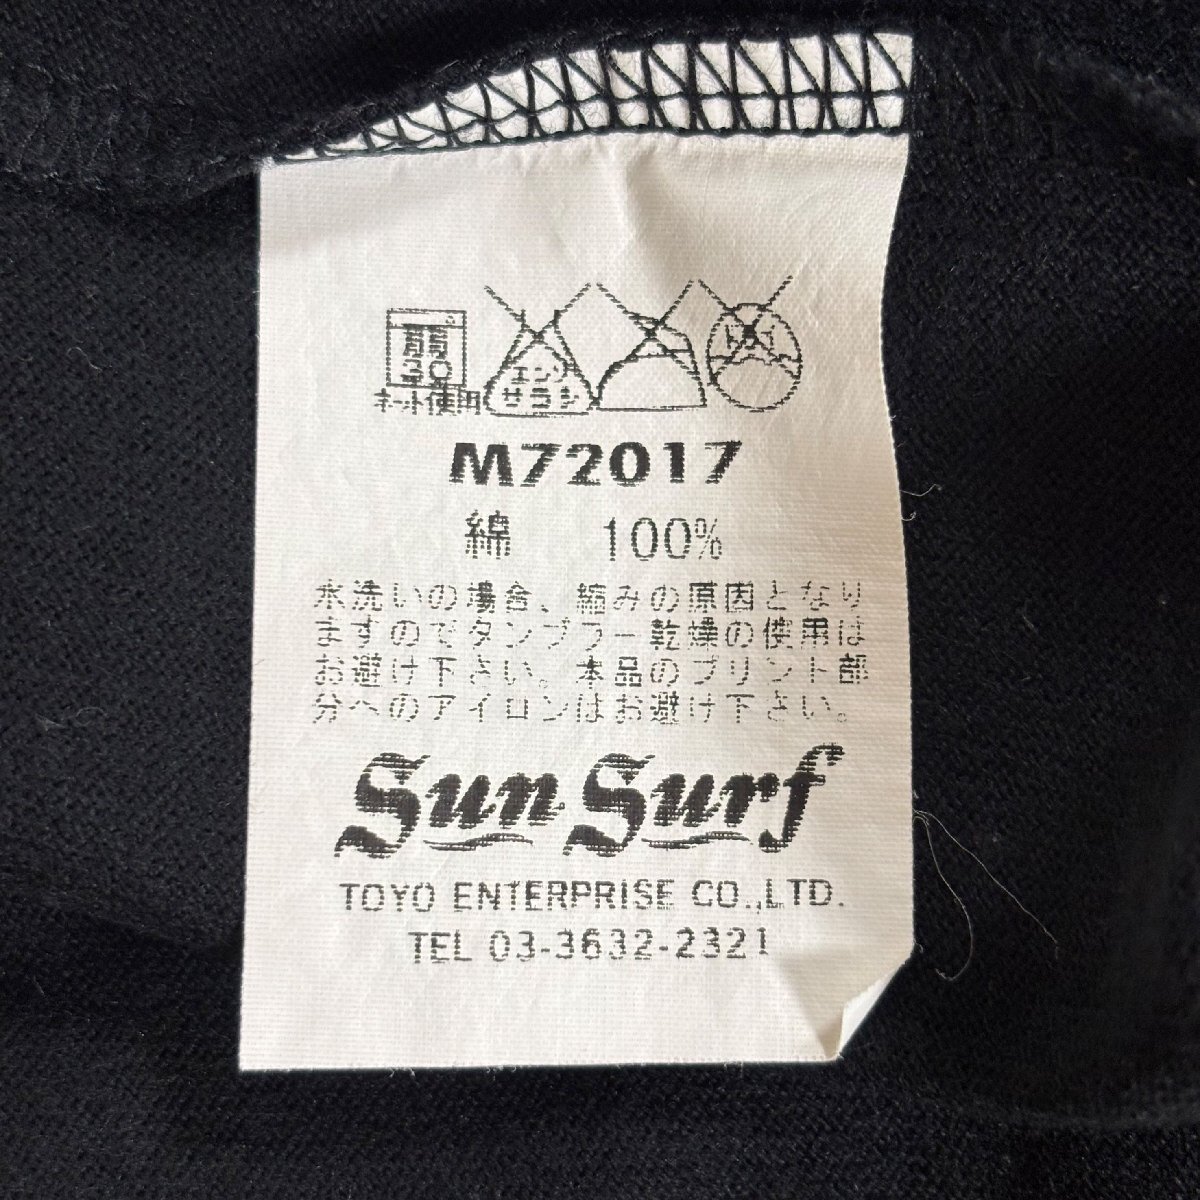 弱
30
ネット使用
エンソ
サラシ
ドライ
M72017
綿 100%
水洗いの場合、縮みの原因となり
ますのでタンブラー乾燥の使用は
お避け下さい。本品のプリント部
分へのアイロンはお避け下さい。
Sun Surf
TOYO ENTERPRISE CO.,LTD.
TEL 03-3632-2321